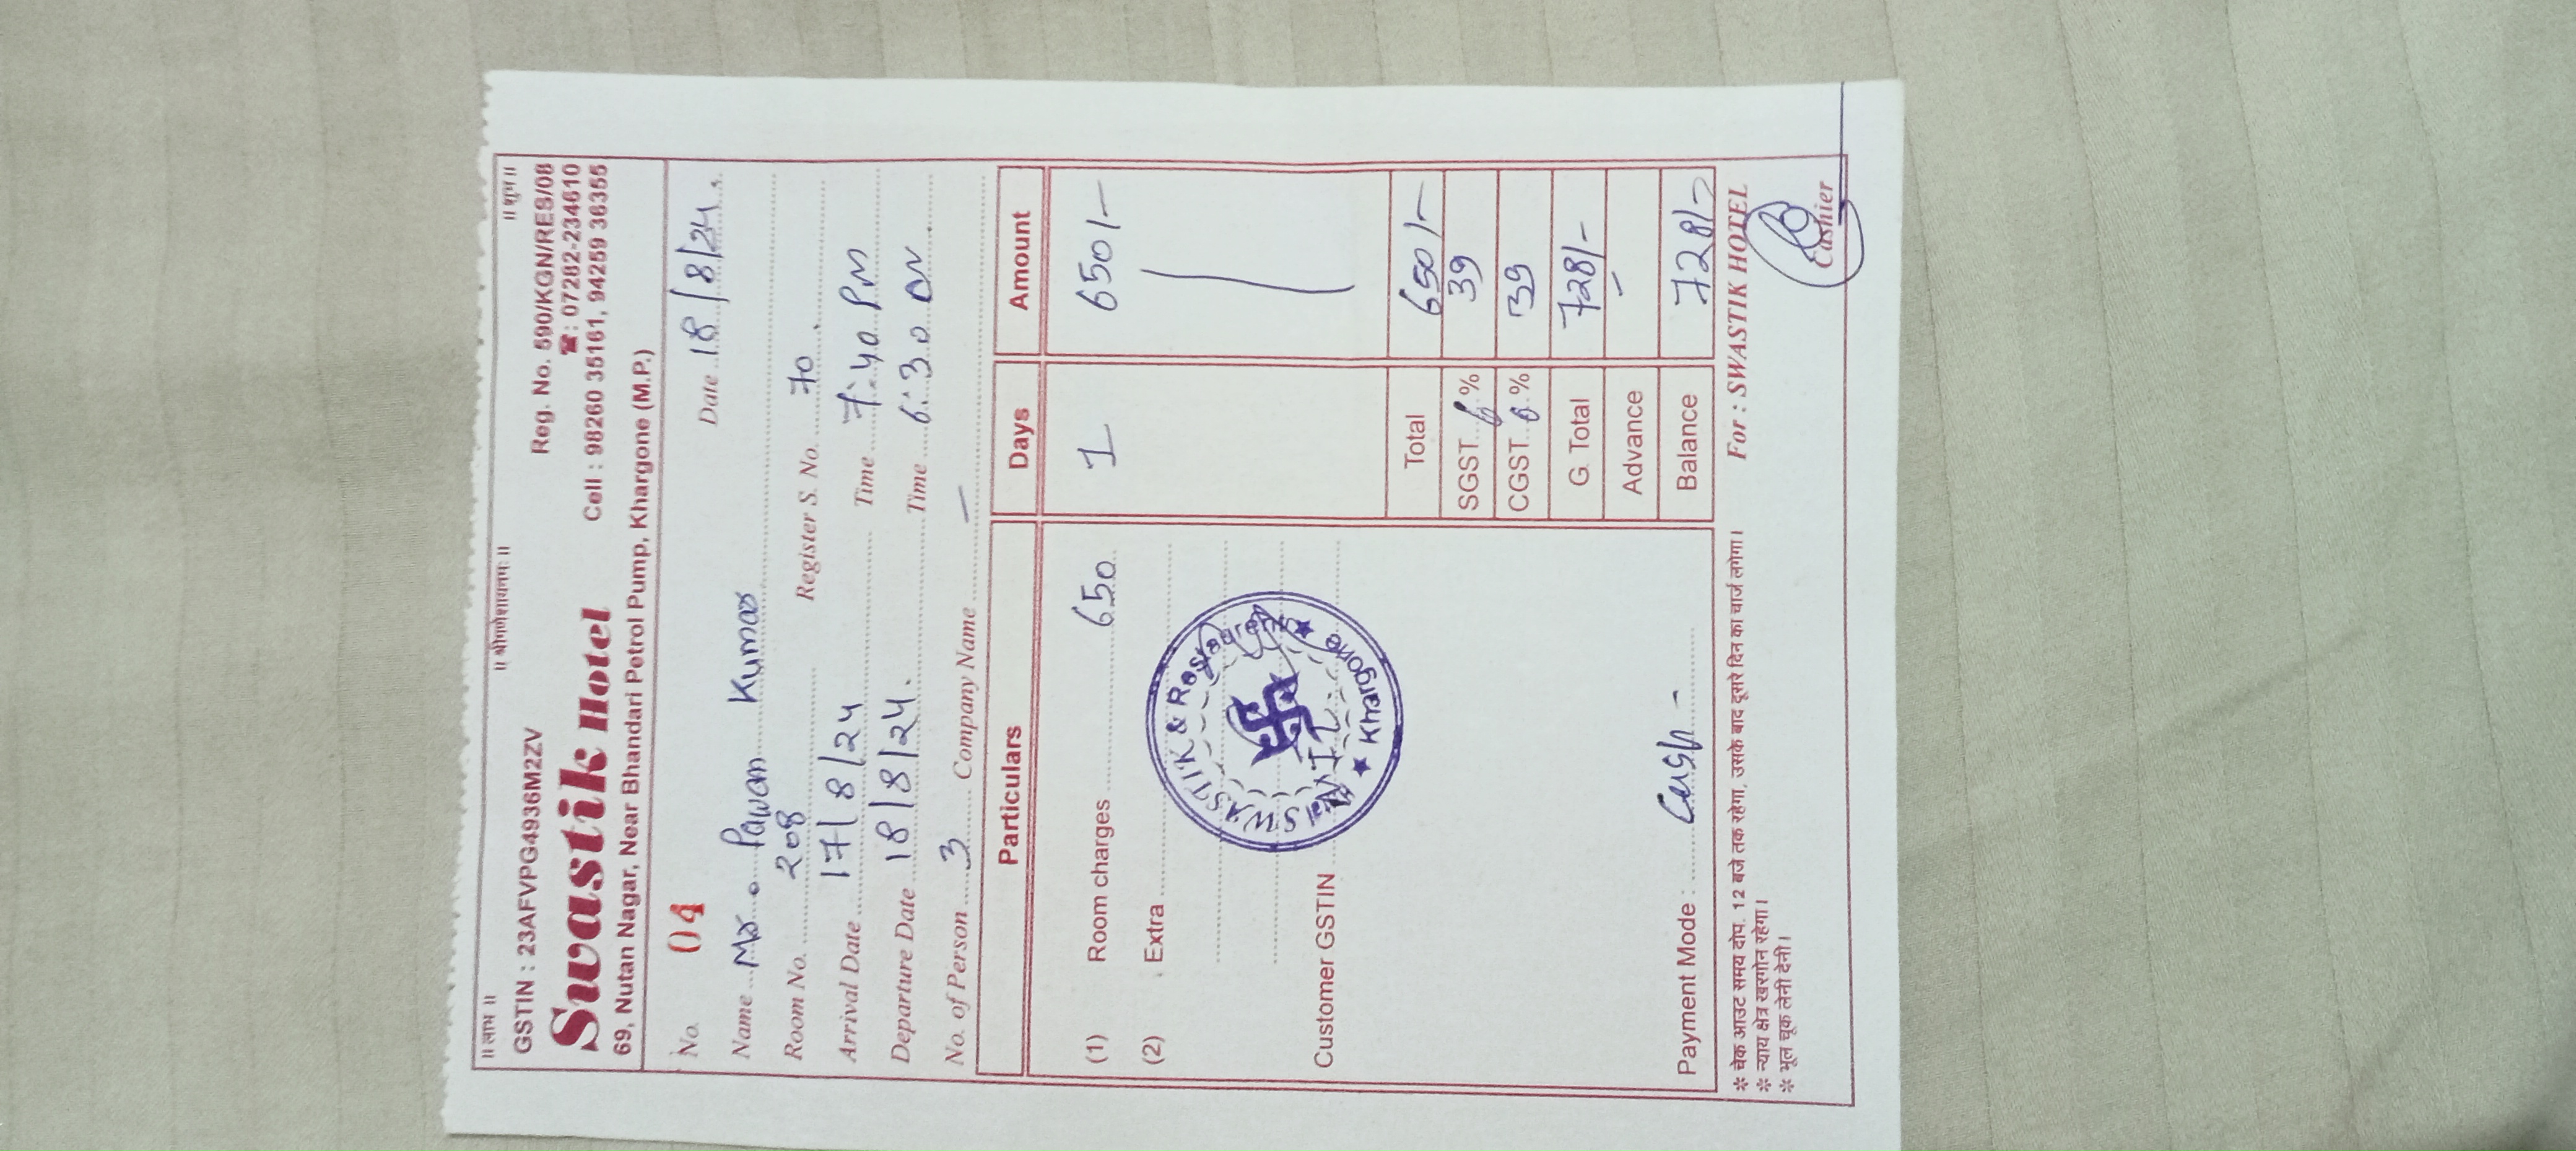 ॥ लाभ ॥ ॥ श्रीगणेशायनमः ॥ ॥ शुभ ॥
GSTIN : 23AFVPG4936M2ZV Reg. No. 590/KGN/RES/08
☎ : 07282-234610
Swastik Hotel Cell : 98260 35161, 94259 36355
69, Nutan Nagar, Near Bhandari Petrol Pump, Khargone (M.P.)
No. 04 Date 18/8/24
Name Mr. Pawan Kumar
Room No. 208 Register S. No. 70
Arrival Date 17/8/24 Time 7:40 PM
Departure Date 18/8/24. Time 6:30
No. of Person 3 Company Name —
Particulars Days Amount
(1) Room charges 650 1 650/-
(2) Extra
SWASTIK & Restaurant
★ Khargone ★
Customer GSTIN
Total 650/-
SGST 6 % 39
CGST 6 % 39
G. Total 728/-
Advance -
Payment Mode : Cash - Balance 728/-
* चेक आउट समय दोप. 12 बजे तक रहेगा, उसके बाद दूसरे दिन का चार्ज लगेगा। For : SWASTIK HOTEL
* न्याय क्षेत्र खरगोन रहेगा।
* भूल चूक लेनी देनी। Cashier